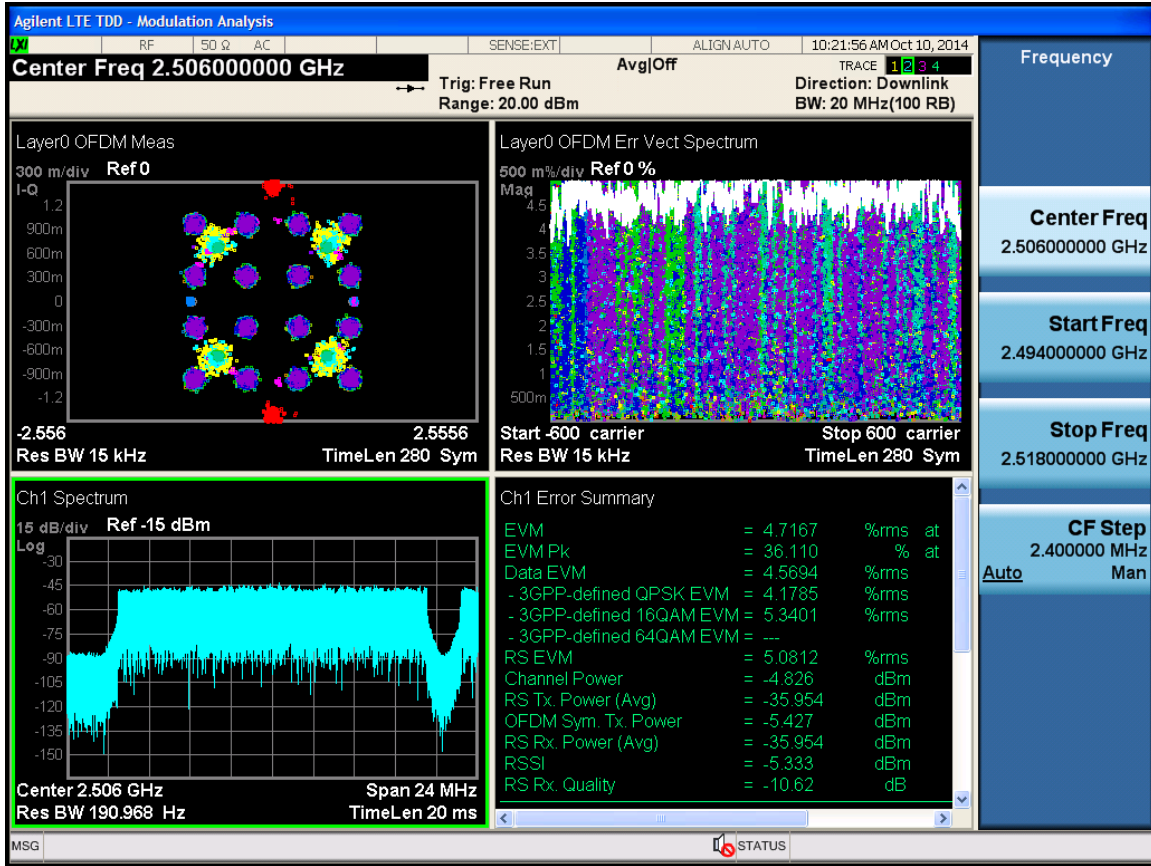 Agilent LTE TDD - Modulation Analysis
LXI RF 50 Ω AC SENSE:EXT ALIGN AUTO 10:21:56 AM Oct 10, 2014
Center Freq 2.506000000 GHz
Avg|Off
Trig: Free Run
Range: 20.00 dBm
TRACE 1 2 3 4
Direction: Downlink
BW: 20 MHz(100 RB)
Layer0 OFDM Meas
300 m/div Ref 0
I-Q
1.2
900m
600m
300m
0
-300m
-600m
-900m
-1.2
-2.556 2.5556
Res BW 15 kHz TimeLen 280 Sym
Layer0 OFDM Err Vect Spectrum
500 m%/div Ref 0 %
Mag
4.5
4
3.5
3
2.5
2
1.5
1
500m
Start -600 carrier Stop 600 carrier
Res BW 15 kHz TimeLen 280 Sym
Ch1 Spectrum
15 dB/div Ref -15 dBm
Log
-30
-45
-60
-75
-90
-105
-120
-135
-150
Center 2.506 GHz Span 24 MHz
Res BW 190.968 Hz TimeLen 20 ms
Ch1 Error Summary
EVM = 4.7167 %rms at
EVM Pk = 36.110 % at
Data EVM = 4.5694 %rms
- 3GPP-defined QPSK EVM = 4.1785 %rms
- 3GPP-defined 16QAM EVM = 5.3401 %rms
- 3GPP-defined 64QAM EVM = ---
RS EVM = 5.0812 %rms
Channel Power = -4.826 dBm
RS Tx. Power (Avg) = -35.954 dBm
OFDM Sym. Tx. Power = -5.427 dBm
RS Rx. Power (Avg) = -35.954 dBm
RSSI = -5.333 dBm
RS Rx. Quality = -10.62 dB
Frequency
Center Freq
2.506000000 GHz
Start Freq
2.494000000 GHz
Stop Freq
2.518000000 GHz
CF Step
2.400000 MHz
Auto Man
MSG STATUS